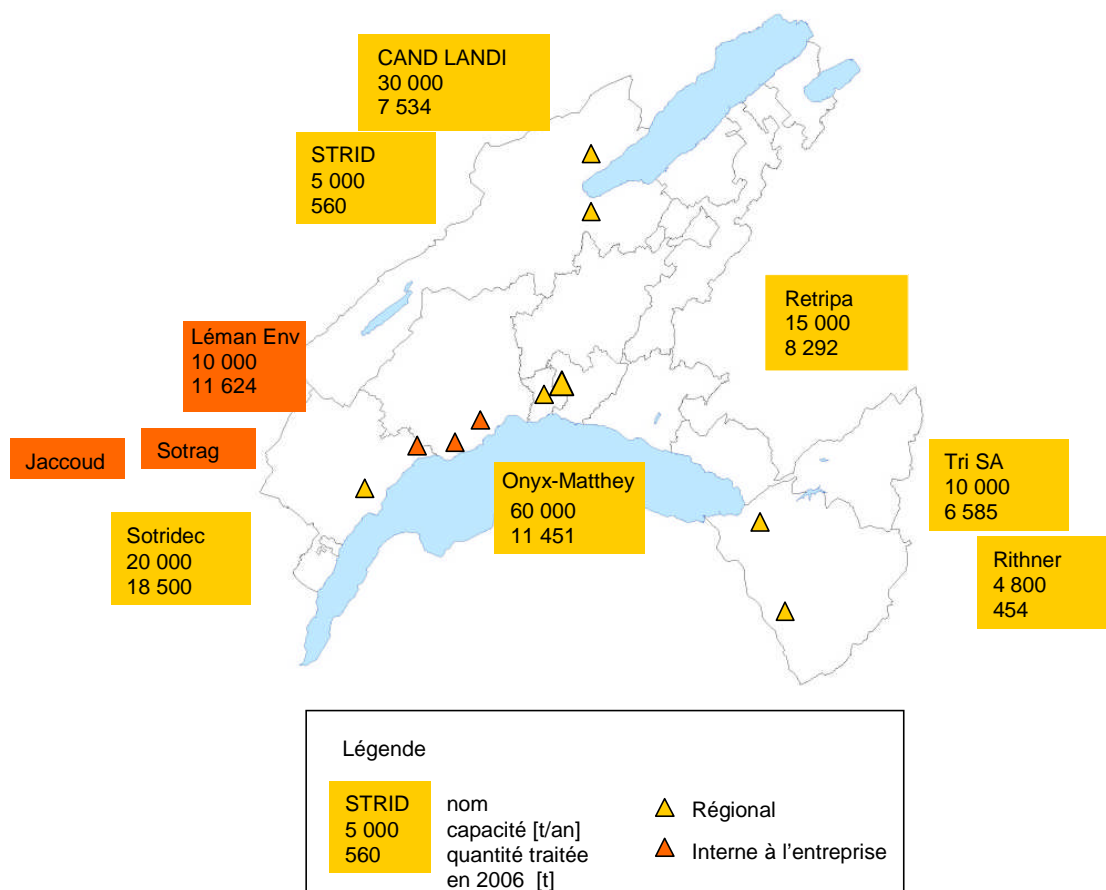 CAND LANDI
30 000
7 534
STRID
5 000
560
Retripa
15 000
8 292
Léman Env
10 000
11 624
Jaccoud
Sotrag
Onyx-Matthey
60 000
11 451
Tri SA
10 000
6 585
Sotridec
20 000
18 500
Rithner
4 800
454
Légende
STRID
5 000
560
nom
capacité [t/an]
quantité traitée
en 2006 [t]
Régional
Interne à l'entreprise